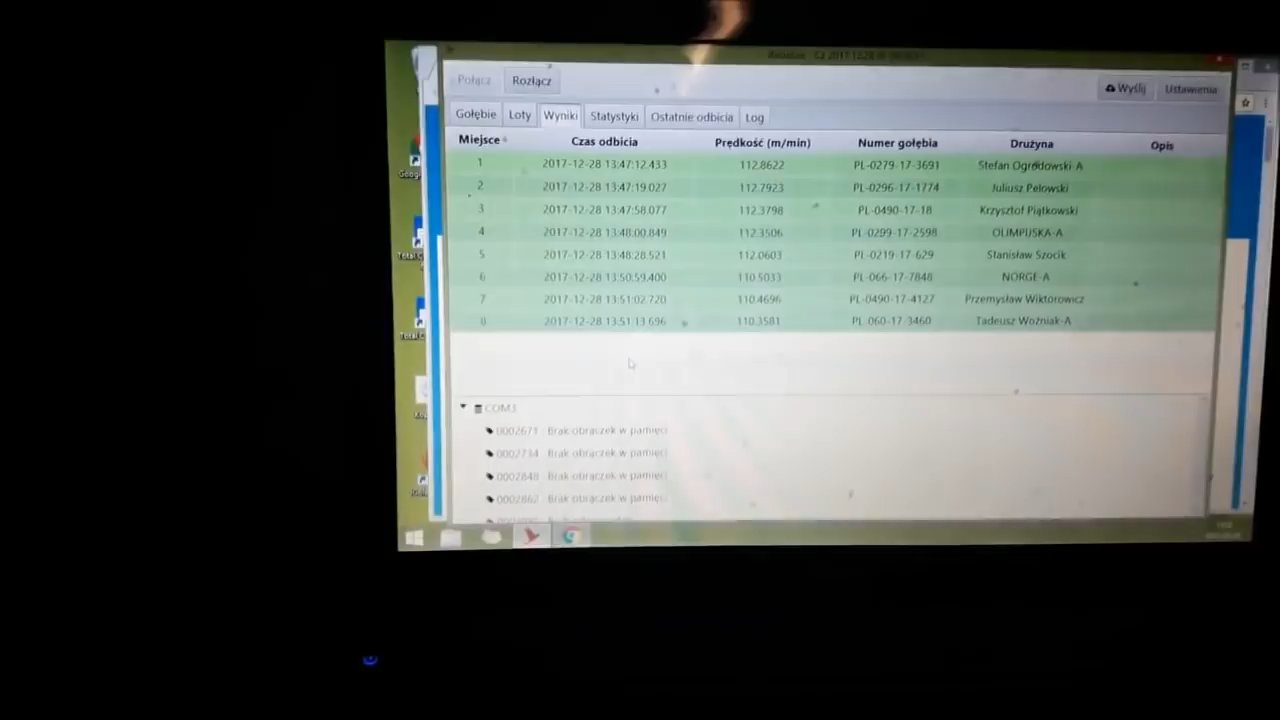 Połącz Rozłącz Wyślij Ustawienia
Gołębie Loty Wyniki Statystyki Ostatnie odbicia Log
Miejsce Czas odbicia Prędkość (m/min) Numer gołębia Drużyna Opis
1 2017-12-28 13:47:12.433 112.8622 PL-0279-17-3691 Stefan Ogrodowski-A
2 2017-12-28 13:47:19.027 112.7923 PL-0296-17-1774 Juliusz Pelowski
3 2017-12-28 13:47:58.077 112.3798 PL-0490-17-18 Krzysztof Piątkowski
4 2017-12-28 13:48:00.849 112.3506 PL-0299-17-2598 OLIMPIJSKA-A
5 2017-12-28 13:48:28.521 112.0603 PL-0219-17-629 Stanisław Szocik
6 2017-12-28 13:50:59.400 110.5033 PL-066-17-7848 NORGE-A
7 2017-12-28 13:51:02.720 110.4696 PL-0490-17-4127 Przemysław Wiktorowicz
8 2017-12-28 13:51:13.696 110.3581 PL-060-17-3460 Tadeusz Woźniak-A
COM3
0002671 Brak obrączek w pamięci
0002734 Brak obrączek w pamięci
0002848 Brak obrączek w pamięci
0002862 Brak obrączek w pamięci
Googl
Total C
Total C